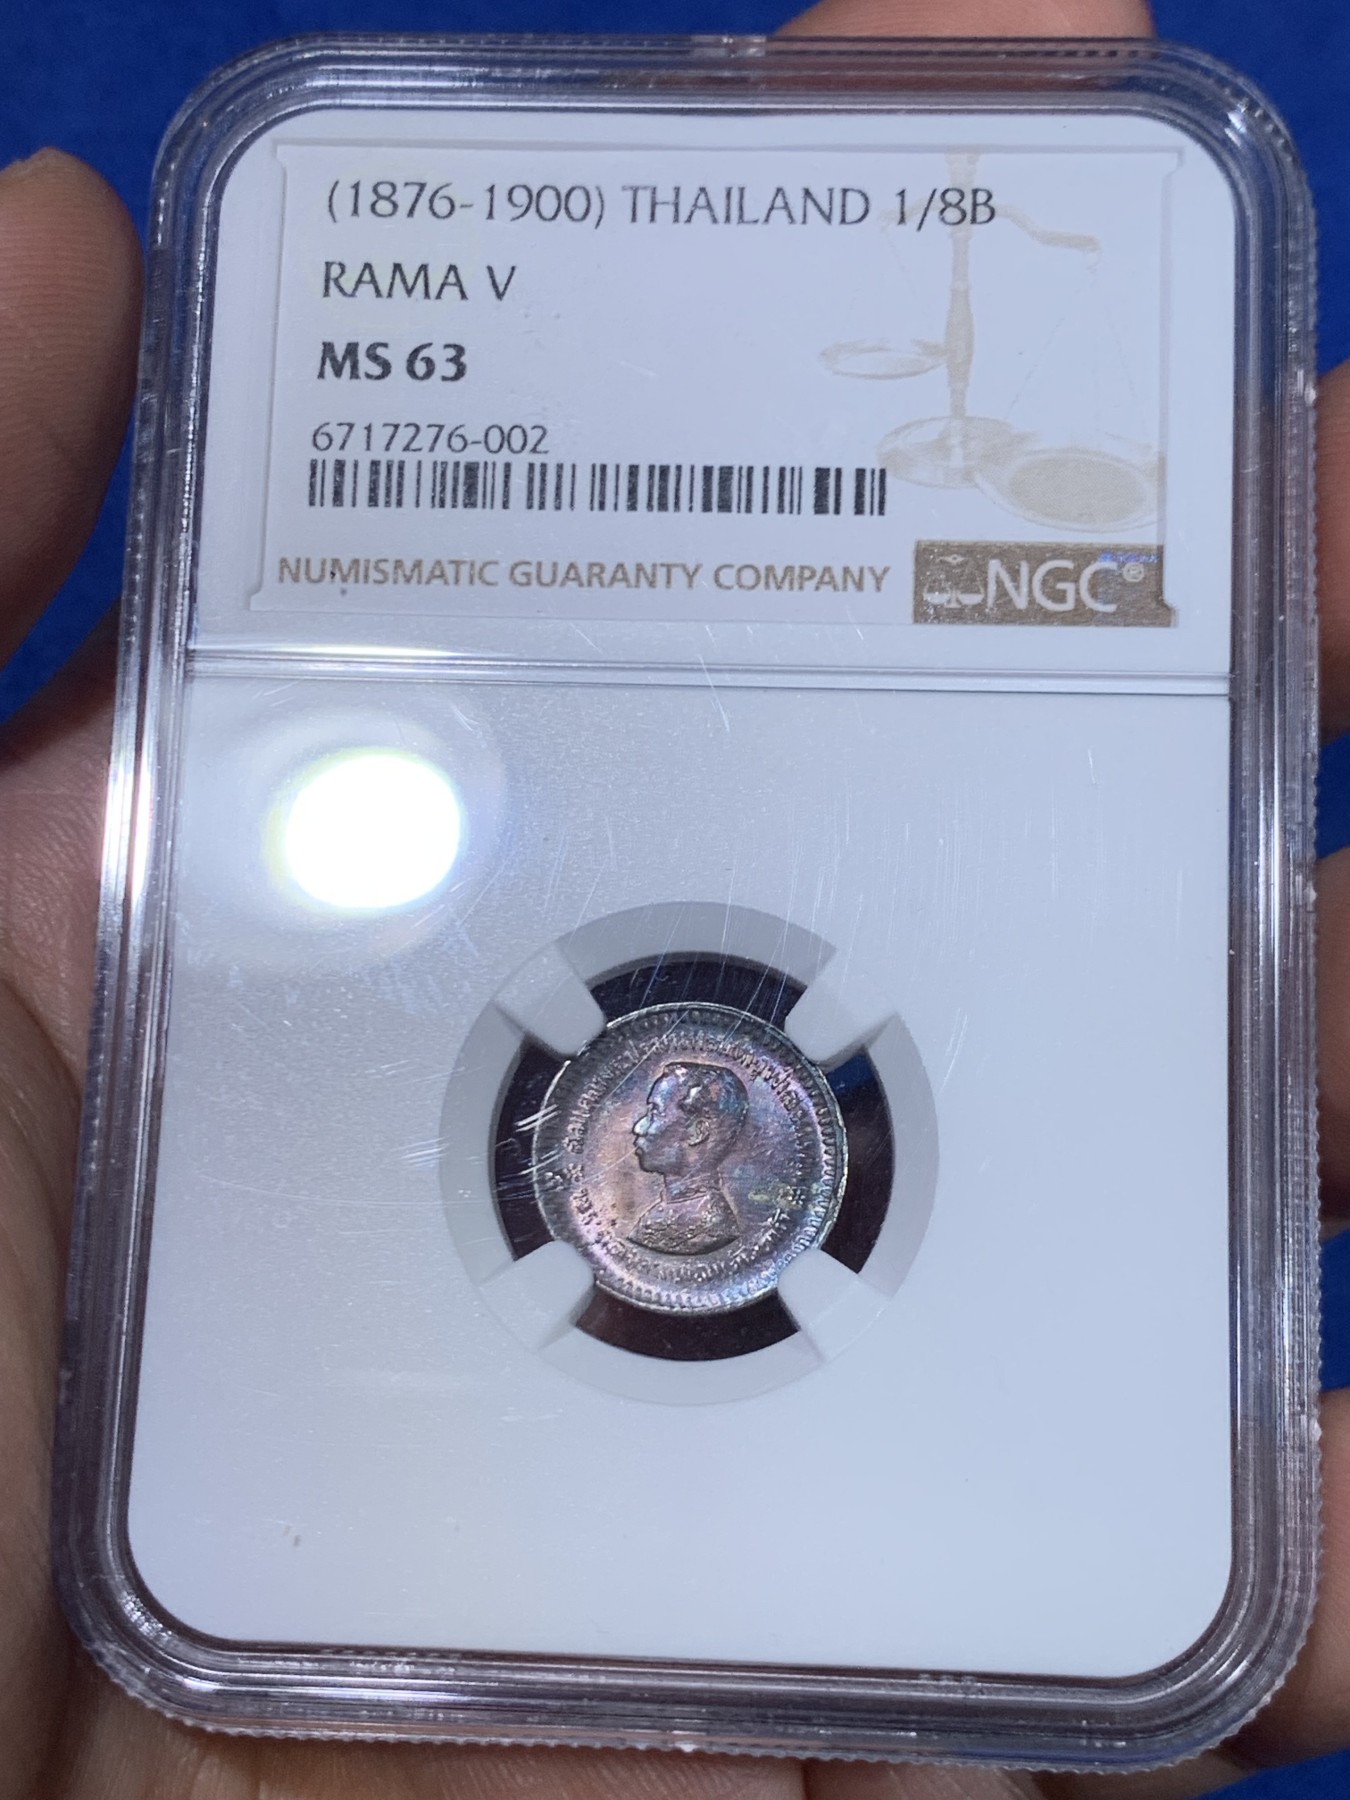 (1876-1900) THAILAND 1/8B
RAMA V
MS 63
6717276-002
NUMISMATIC GUARANTY COMPANY
NGC®